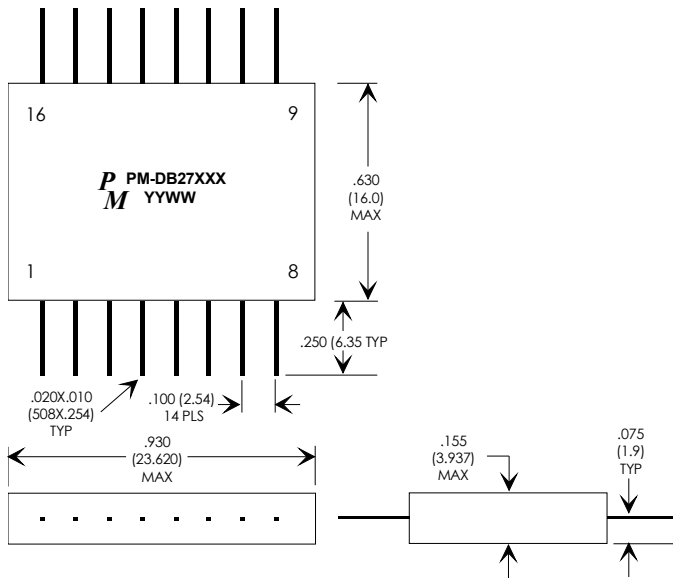 16 9
P PM-DB27XXX
M YYWW
1 8
.630
(16.0)
MAX
.250 (6.35 TYP
.020X.010
(508X.254)
TYP
.100 (2.54)
14 PLS
.930
(23.620)
MAX
.155
(3.937)
MAX
.075
(1.9)
TYP